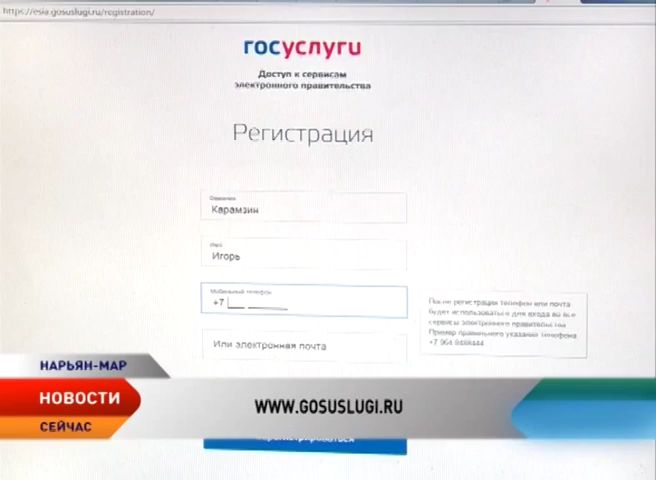 https://esia.gosuslugi.ru/registration/
госуслуги
Доступ к сервисам
электронного правительства
Регистрация
Фамилия
Карамзин
Имя
Игорь
Мобильный телефон
+7
Или электронная почта
После регистрации телефон или почта
будет использоваться для входа во все
сервисы электронного правительства
Пример правильного указания телефона
+7 964
НАРЬЯН-МАР
НОВОСТИ
СЕЙЧАС
WWW.GOSUSLUGI.RU